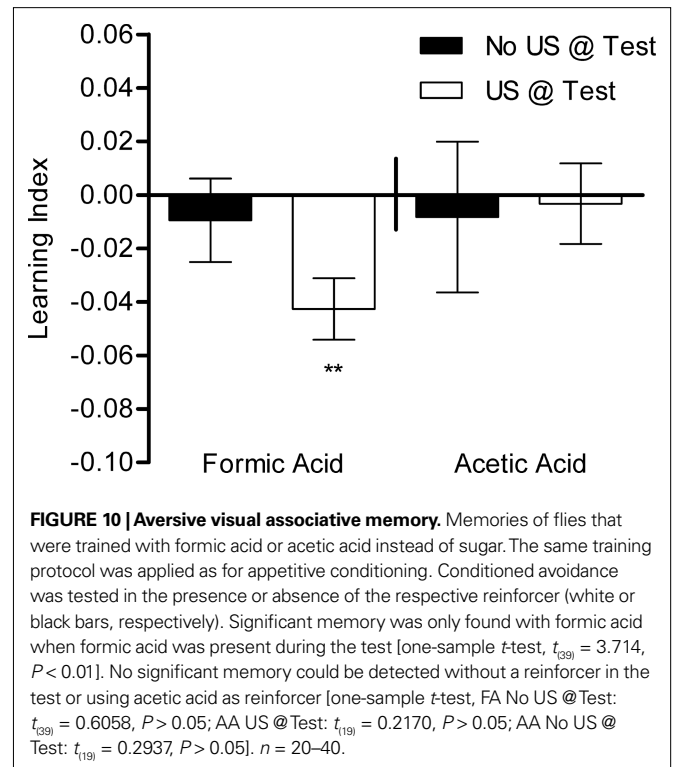 0.06
0.04
0.02
0.00
-0.02
-0.04
-0.06
-0.08
-0.10
Learning Index
No US @ Test
US @ Test
**
Formic Acid
Acetic Acid
FIGURE 10 | Aversive visual associative memory. Memories of flies that
were trained with formic acid or acetic acid instead of sugar. The same training
protocol was applied as for appetitive conditioning. Conditioned avoidance
was tested in the presence or absence of the respective reinforcer (white or
black bars, respectively). Significant memory was only found with formic acid
when formic acid was present during the test [one-sample t-test, t(39) = 3.714,
P < 0.01]. No significant memory could be detected without a reinforcer in the
test or using acetic acid as reinforcer [one-sample t-test, FA No US @ Test:
t(39) = 0.6058, P > 0.05; AA US @ Test: t(19) = 0.2170, P > 0.05; AA No US @
Test: t(19) = 0.2937, P > 0.05]. n = 20–40.